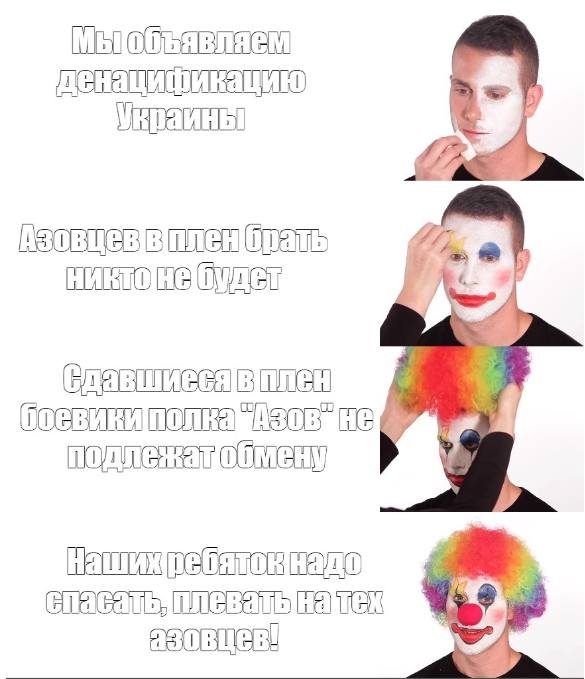 Мы объявляем
денацификацию
Украины
Азовцев в плен брать
никто не будет
Сдавшиеся в плен
боевики полка "Азов" не
подлежат обмену
Наших ребяток надо
спасать, плевать на тех
азовцев!